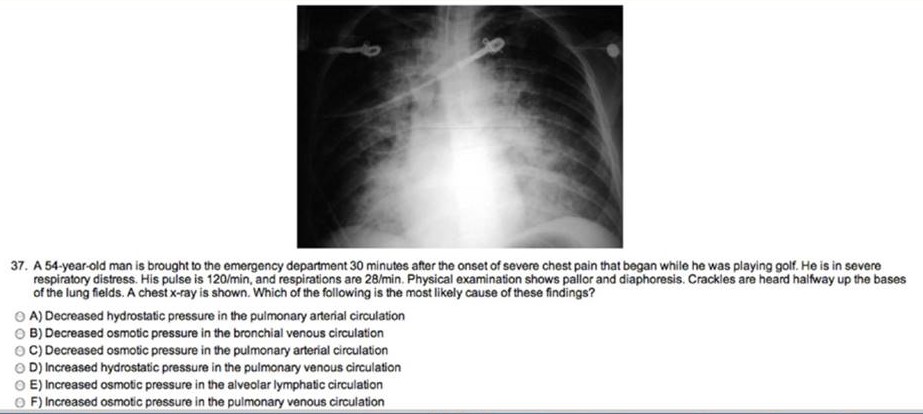 37. A 54-year-old man is brought to the emergency department 30 minutes after the onset of severe chest pain that began while he was playing golf. He is in severe
respiratory distress. His pulse is 120/min, and respirations are 28/min. Physical examination shows pallor and diaphoresis. Crackles are heard halfway up the bases
of the lung fields. A chest x-ray is shown. Which of the following is the most likely cause of these findings?
A) Decreased hydrostatic pressure in the pulmonary arterial circulation
B) Decreased osmotic pressure in the bronchial venous circulation
C) Decreased osmotic pressure in the pulmonary arterial circulation
D) Increased hydrostatic pressure in the pulmonary venous circulation
E) Increased osmotic pressure in the alveolar lymphatic circulation
F) Increased osmotic pressure in the pulmonary venous circulation